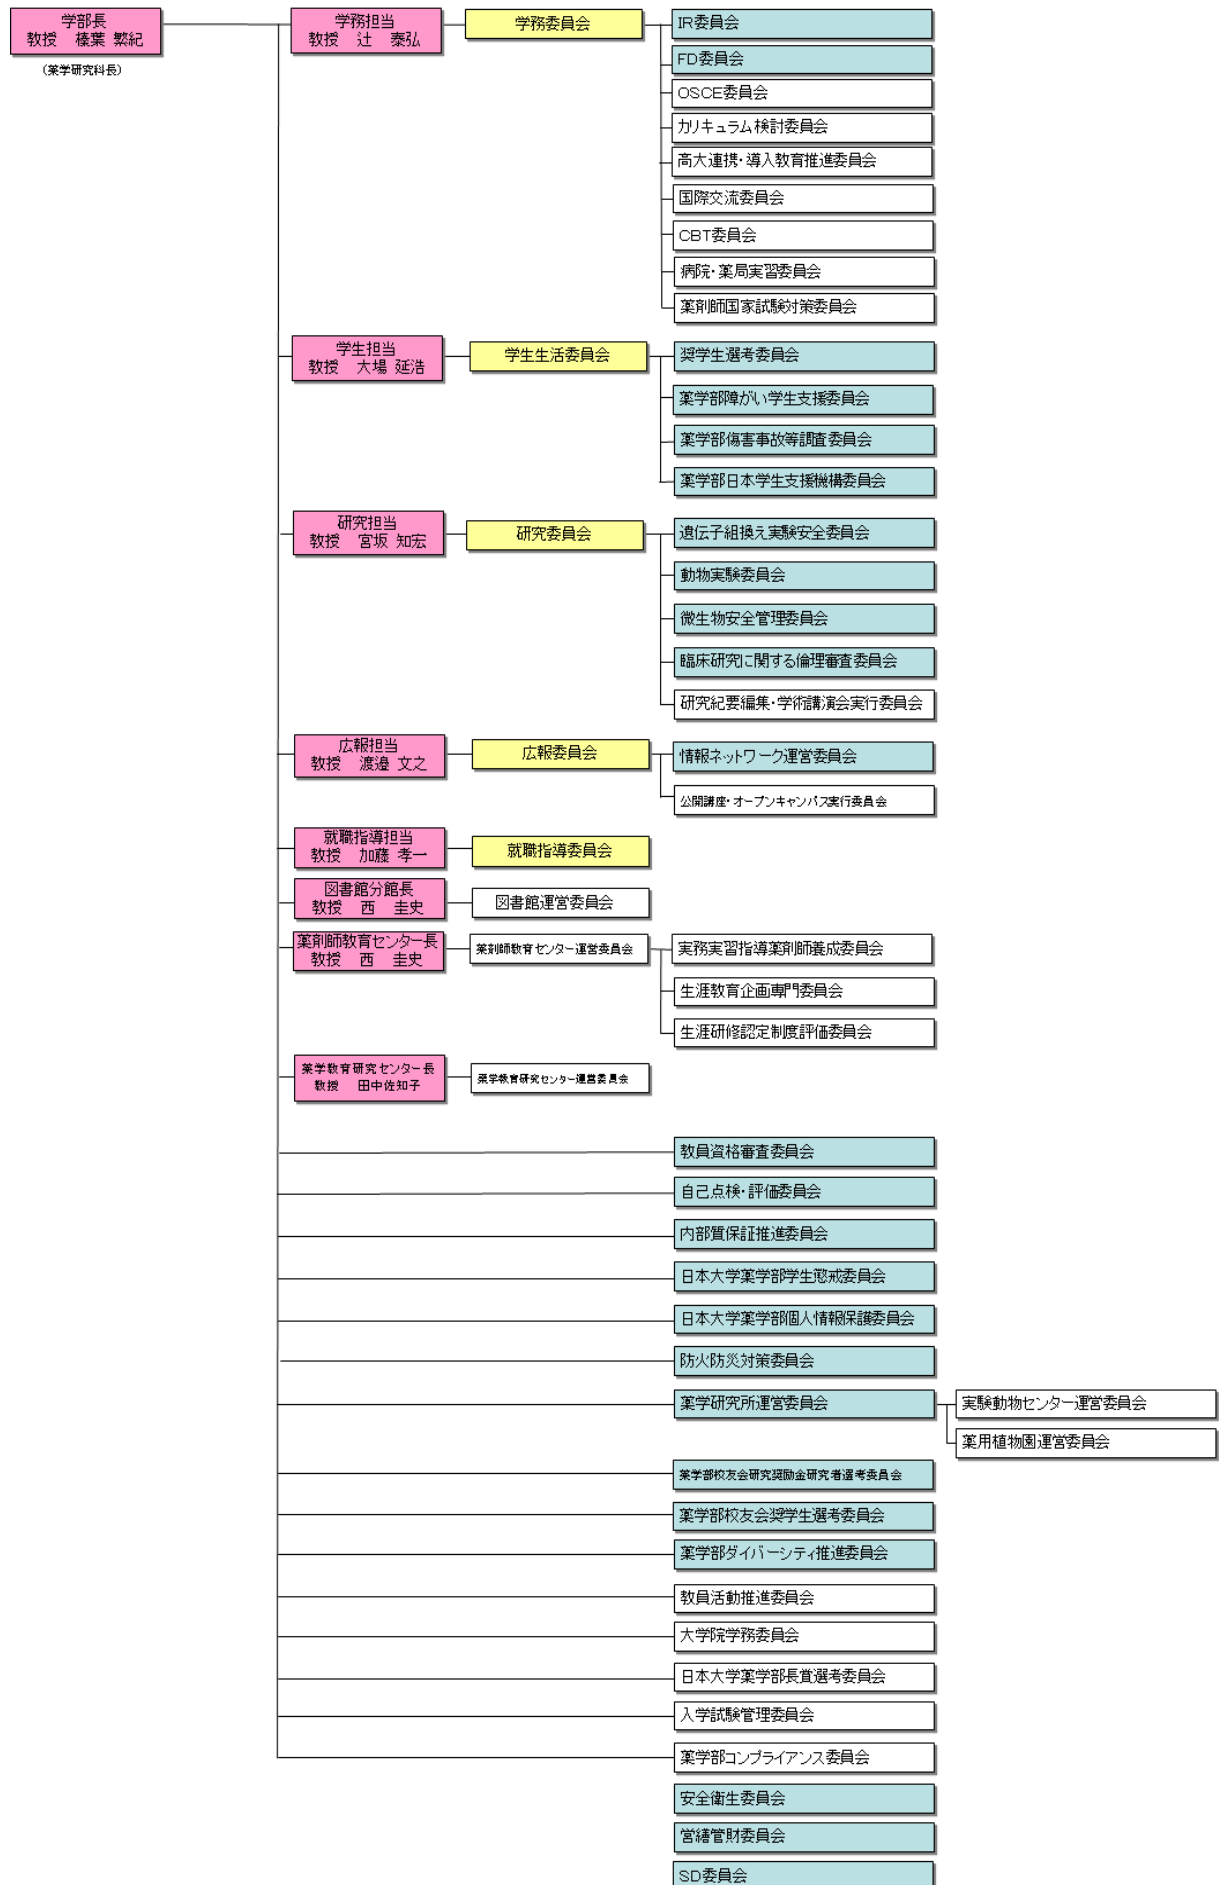 学部長
教授　榛葉 繁紀
(薬学研究科長)
学務担当
教授　辻　泰弘
学務委員会
IR委員会
FD委員会
OSCE委員会
カリキュラム検討委員会
高大連携・導入教育推進委員会
国際交流委員会
CBT委員会
病院・薬局実習委員会
薬剤師国家試験対策委員会
学生担当
教授　大場 延浩
学生生活委員会
奨学生選考委員会
薬学部障がい学生支援委員会
薬学部傷害事故等調査委員会
薬学部日本学生支援機構委員会
研究担当
教授　宮坂 知宏
研究委員会
遺伝子組換え実験安全委員会
動物実験委員会
微生物安全管理委員会
臨床研究に関する倫理審査委員会
研究紀要編集・学術講演会実行委員会
広報担当
教授　渡邉 文之
広報委員会
情報ネットワーク運営委員会
公開講座・オープンキャンパス実行委員会
就職指導担当
教授　加藤 孝一
就職指導委員会
図書館分館長
教授　西　圭史
図書館運営委員会
薬剤師教育センター長
教授　西　圭史
薬剤師教育センター運営委員会
実務実習指導薬剤師養成委員会
生涯教育企画専門委員会
生涯研修認定制度評価委員会
薬学教育研究センター長
教授　田中佐知子
薬学教育研究センター運営委員会
教員資格審査委員会
自己点検・評価委員会
内部質保証推進委員会
日本大学薬学部学生懲戒委員会
日本大学薬学部個人情報保護委員会
防火防災対策委員会
薬学研究所運営委員会
実験動物センター運営委員会
薬用植物園運営委員会
薬学部校友会研究奨励金研究者選考委員会
薬学部校友会奨学生選考委員会
薬学部ダイバーシティ推進委員会
教員活動推進委員会
大学院学務委員会
日本大学薬学部長賞選考委員会
入学試験管理委員会
薬学部コンプライアンス委員会
安全衛生委員会
営繕管財委員会
SD委員会